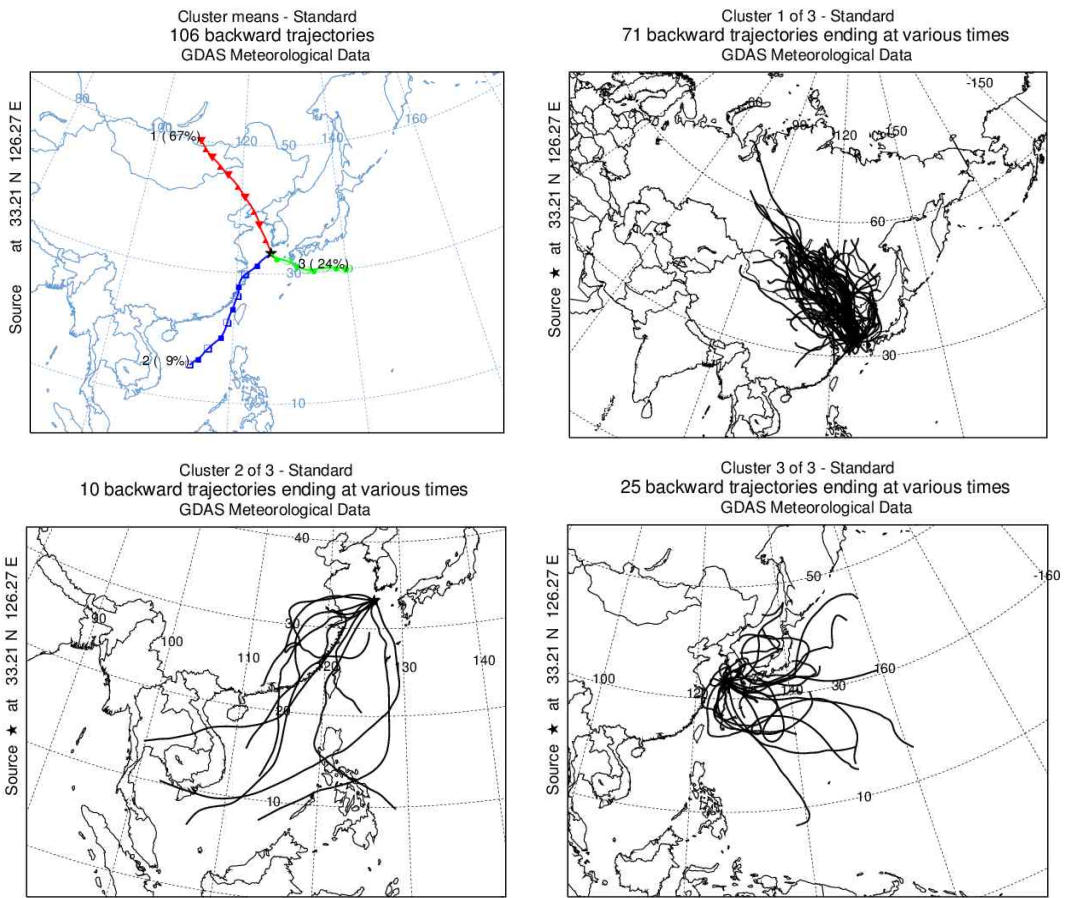 Cluster means - Standard
106 backward trajectories
GDAS Meteorological Data
Source ★ at 33.21 N 126.27 E
80
100
120
50
140
160
1 ( 67%)
3 ( 24%)
30
2 ( 9%)
10
Cluster 1 of 3 - Standard
71 backward trajectories ending at various times
GDAS Meteorological Data
Source ★ at 33.21 N 126.27 E
-150
60
90
120
150
60
30
Cluster 2 of 3 - Standard
10 backward trajectories ending at various times
GDAS Meteorological Data
Source ★ at 33.21 N 126.27 E
40
90
100
30
110
120
130
140
20
10
Cluster 3 of 3 - Standard
25 backward trajectories ending at various times
GDAS Meteorological Data
Source ★ at 33.21 N 126.27 E
50
-160
100
120
140
30
160
10